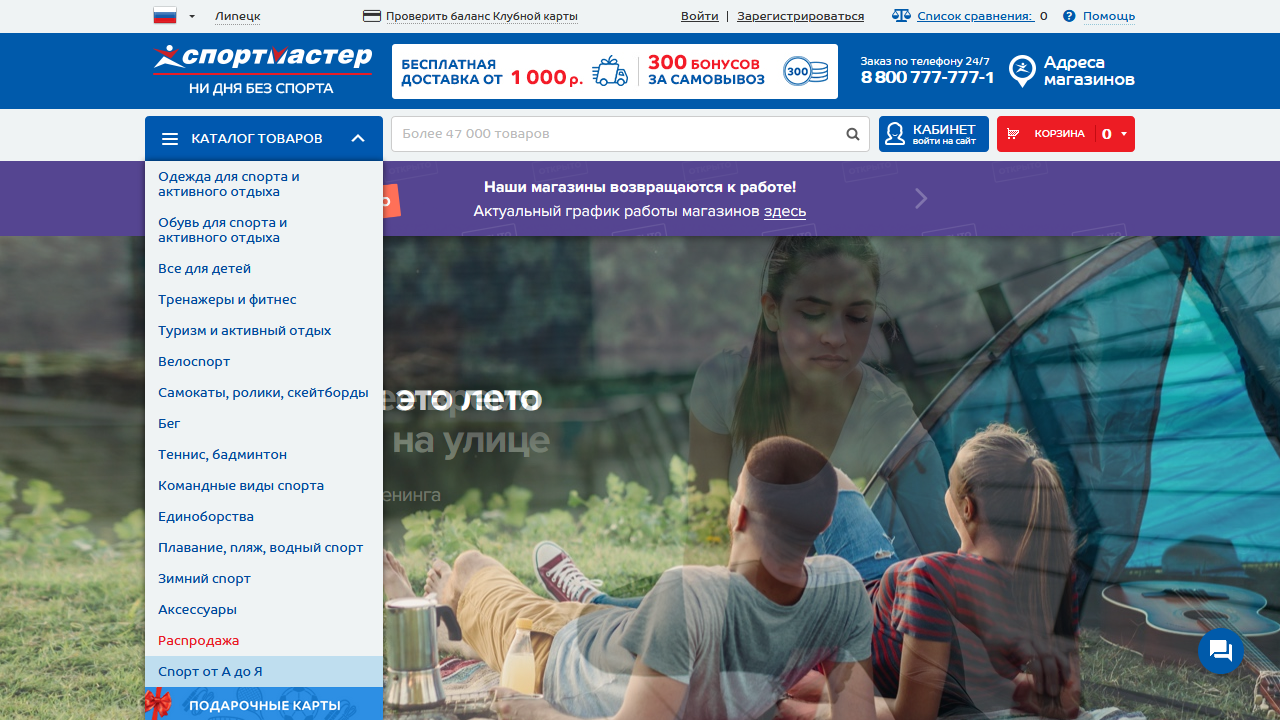 Липецк
Проверить баланс Клубной карты
Войти | Зарегистрироваться
Список сравнения: 0
Помощь
спортмастер
НИ ДНЯ БЕЗ СПОРТА
БЕСПЛАТНАЯ
ДОСТАВКА ОТ 1 000 р.
300 БОНУСОВ
ЗА САМОВЫВОЗ
300
Заказ по телефону 24/7
8 800 777-777-1
Адреса
магазинов
КАТАЛОГ ТОВАРОВ
Более 47 000 товаров
КАБИНЕТ
войти на сайт
КОРЗИНА 0
Наши магазины возвращаются к работе!
Актуальный график работы магазинов здесь
Одежда для спорта и
активного отдыха
Обувь для спорта и
активного отдыха
Все для детей
Тренажеры и фитнес
Туризм и активный отдых
Велоспорт
Самокаты, ролики, скейтборды
Бег
Теннис, бадминтон
Командные виды спорта
Единоборства
Плавание, пляж, водный спорт
Зимний спорт
Аксессуары
Распродажа
Спорт от А до Я
ПОДАРОЧНЫЕ КАРТЫ
это лето
на улице